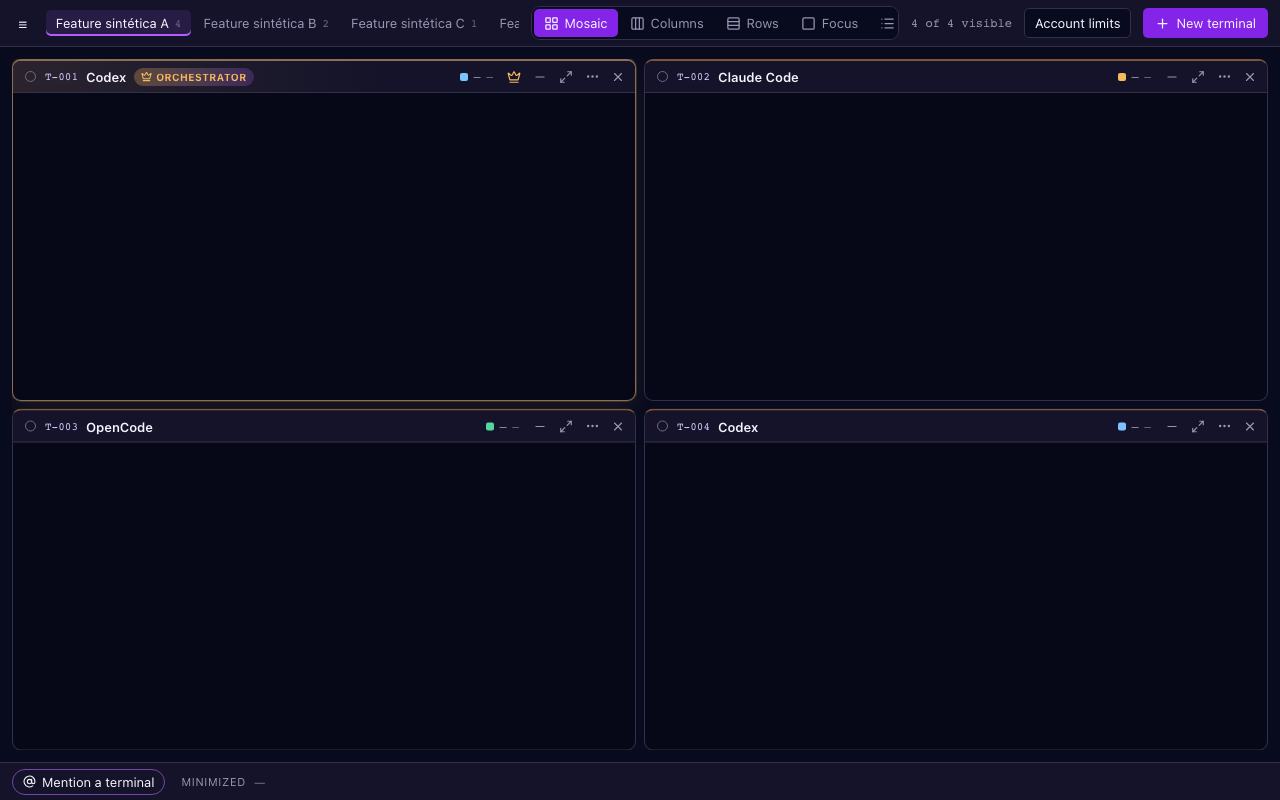 Feature sintética A 4 Feature sintética B 2 Feature sintética C 1 Fea Mosaic Columns Rows Focus 4 of 4 visible Account limits + New terminal
T-001 Codex ORCHESTRATOR — —
T-002 Claude Code — —
T-003 OpenCode — —
T-004 Codex — —
@ Mention a terminal MINIMIZED —